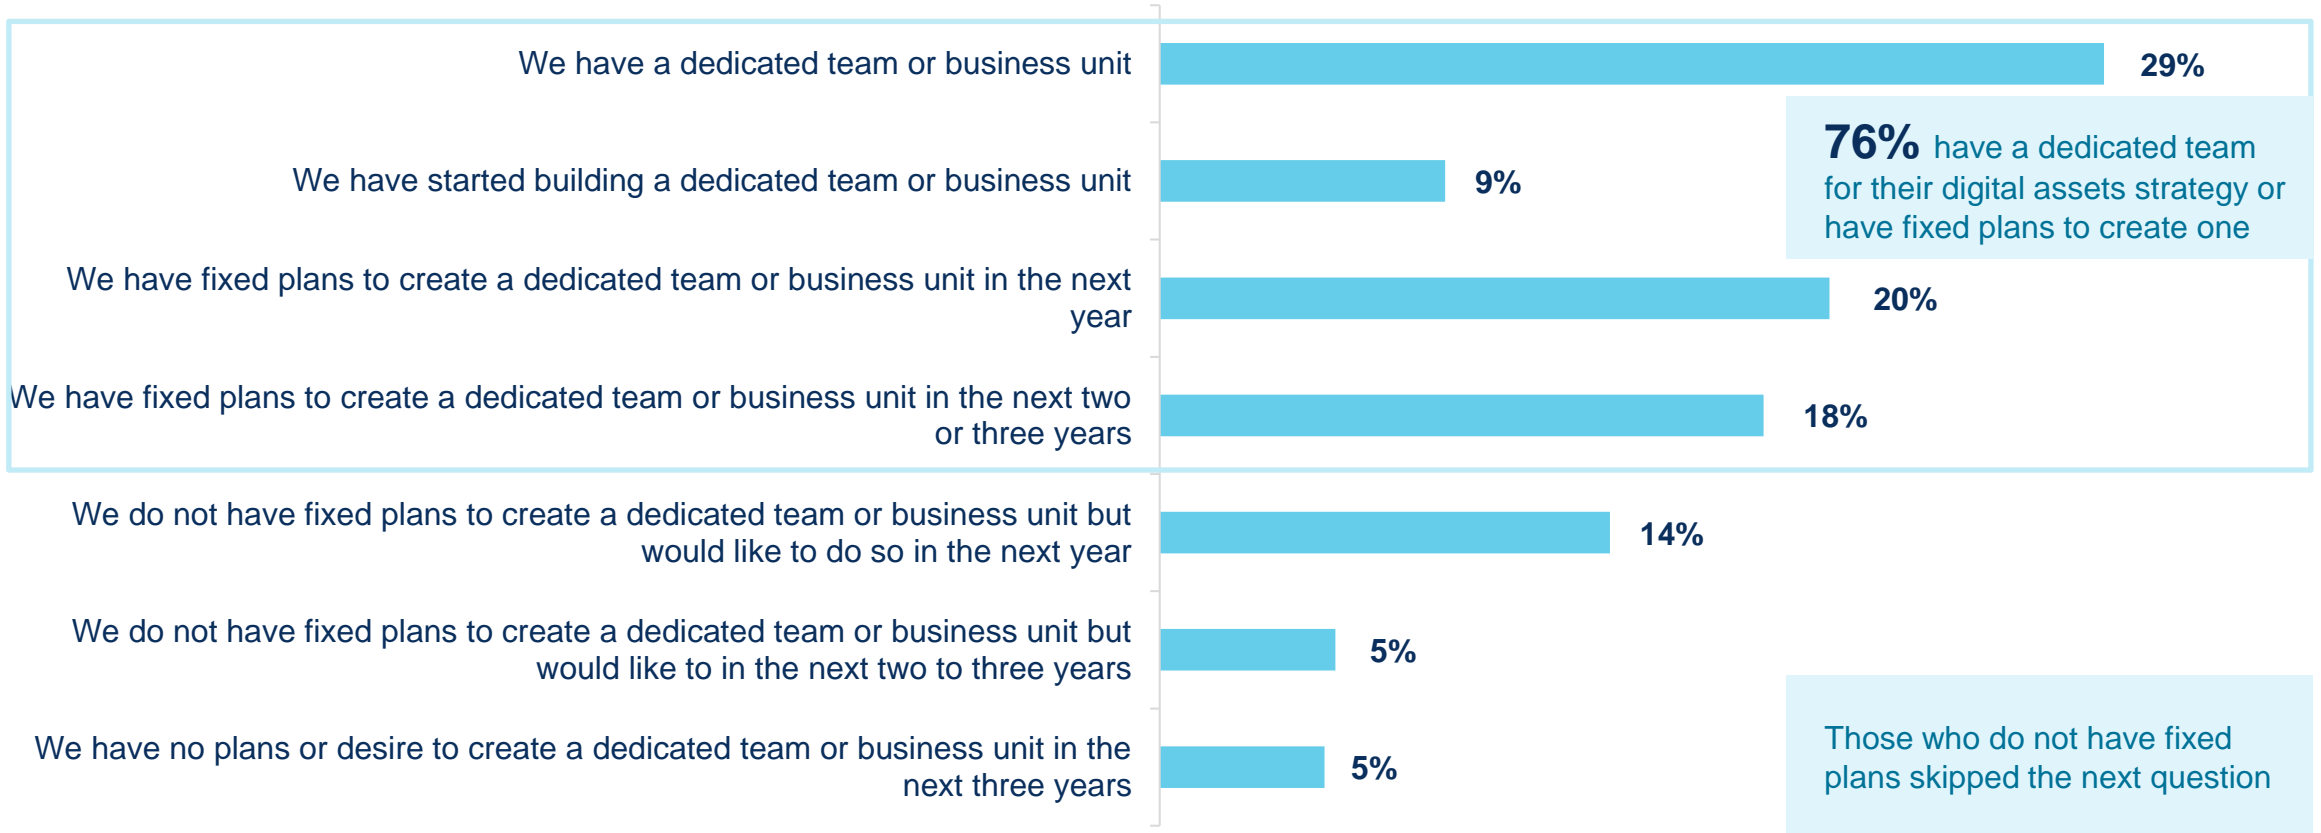 We have a dedicated team or business unit
29%
76% have a dedicated team
for their digital assets strategy or
have fixed plans to create one
We have started building a dedicated team or business unit
9%
We have fixed plans to create a dedicated team or business unit in the next
year
20%
We have fixed plans to create a dedicated team or business unit in the next two
or three years
18%
We do not have fixed plans to create a dedicated team or business unit but
would like to do so in the next year
14%
We do not have fixed plans to create a dedicated team or business unit but
would like to in the next two to three years
5%
We have no plans or desire to create a dedicated team or business unit in the
next three years
5%
Those who do not have fixed
plans skipped the next question